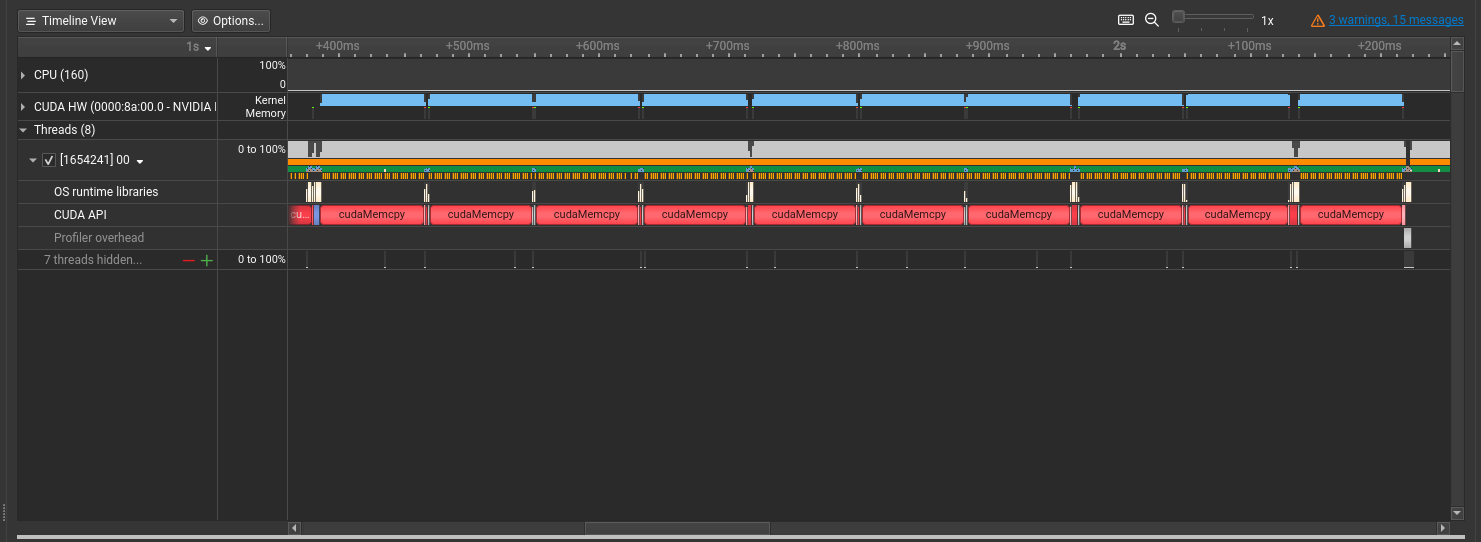 Timeline View Options... 1x 3 warnings, 15 messages
1s +400ms +500ms +600ms +700ms +800ms +900ms 2s +100ms +200ms
CPU (160) 100%
0
CUDA HW (0000:8a:00.0 - NVIDIA Kernel
Memory
Threads (8)
[1654241] 00 0 to 100%
OS runtime libraries
CUDA API cu... cudaMemcpy cudaMemcpy cudaMemcpy cudaMemcpy cudaMemcpy cudaMemcpy cudaMemcpy cudaMemcpy cudaMemcpy cudaMemcpy
Profiler overhead
7 threads hidden... 0 to 100%